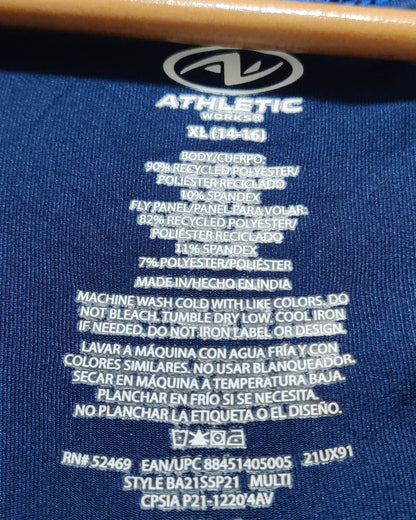 ATHLETIC
WORKS®
XL (14-16)
BODY/CUERPO:
90% RECYCLED POLYESTER/
POLIÉSTER RECICLADO
10% SPANDEX
FLY PANEL/PANEL PARA VOLAR:
82% RECYCLED POLYESTER/
POLIÉSTER RECICLADO
11% SPANDEX
7% POLYESTER/POLIÉSTER
MADE IN/HECHO EN INDIA
MACHINE WASH COLD WITH LIKE COLORS. DO
NOT BLEACH. TUMBLE DRY LOW. COOL IRON
IF NEEDED. DO NOT IRON LABEL OR DESIGN.
LAVAR A MÁQUINA CON AGUA FRÍA Y CON
COLORES SIMILARES. NO USAR BLANQUEADOR.
SECAR EN MÁQUINA A TEMPERATURA BAJA.
PLANCHAR EN FRÍO SI SE NECESITA.
NO PLANCHAR LA ETIQUETA O EL DISEÑO.
RN# 52469 EAN/UPC 88451405005 21UX91
STYLE BA21S5P21 MULTI
CPSIA P21-1220'4AV